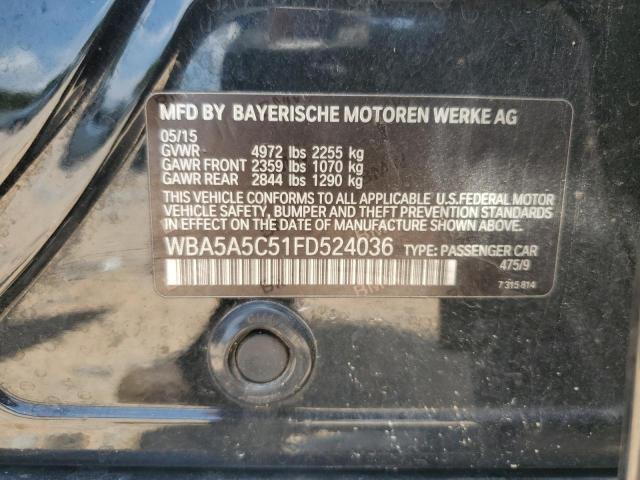 MFD BY BAYERISCHE MOTOREN WERKE AG
05/15
GVWR 4972 lbs 2255 kg
GAWR FRONT 2359 lbs 1070 kg
GAWR REAR 2844 lbs 1290 kg
THIS VEHICLE CONFORMS TO ALL APPLICABLE U.S.FEDERAL MOTOR
VEHICLE SAFETY, BUMPER AND THEFT PREVENTION STANDARDS
IN EFFECT ON THE DATE OF MANUFACTURE SHOWN ABOVE.
WBA5A5C51FD524036 TYPE: PASSENGER CAR
475/9
7 315 814